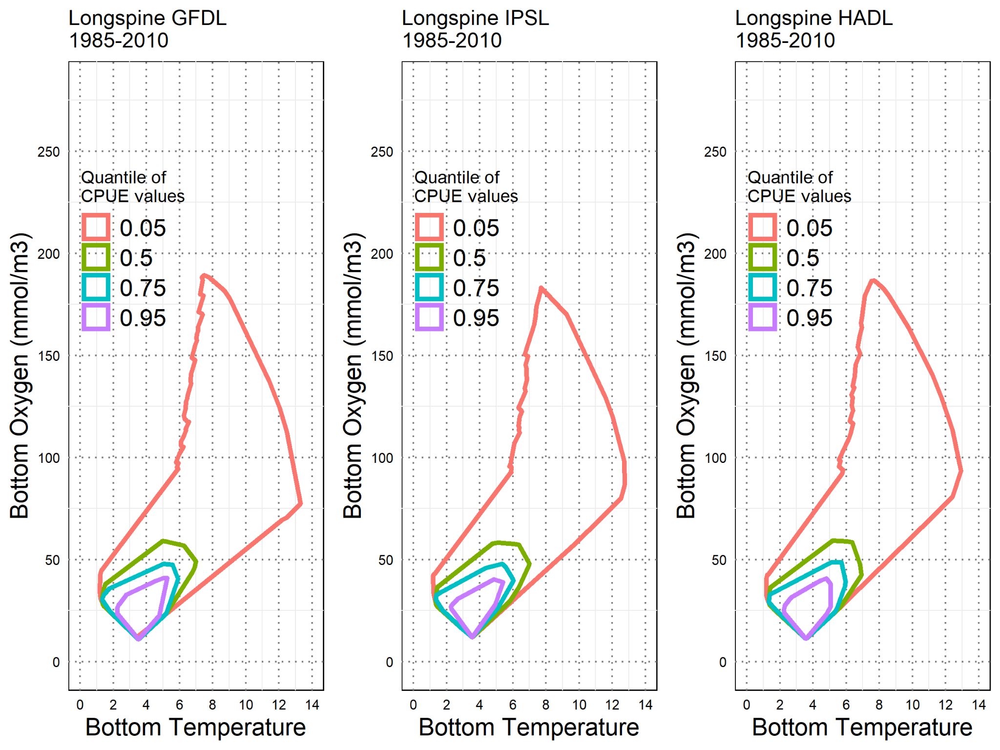 Longspine GFDL
1985-2010
Bottom Oxygen (mmol/m3)
250
200
150
100
50
0
Quantile of
CPUE values
0.05
0.5
0.75
0.95
0 2 4 6 8 10 12 14
Bottom Temperature
Longspine IPSL
1985-2010
Bottom Oxygen (mmol/m3)
250
200
150
100
50
0
Quantile of
CPUE values
0.05
0.5
0.75
0.95
0 2 4 6 8 10 12 14
Bottom Temperature
Longspine HADL
1985-2010
Bottom Oxygen (mmol/m3)
250
200
150
100
50
0
Quantile of
CPUE values
0.05
0.5
0.75
0.95
0 2 4 6 8 10 12 14
Bottom Temperature